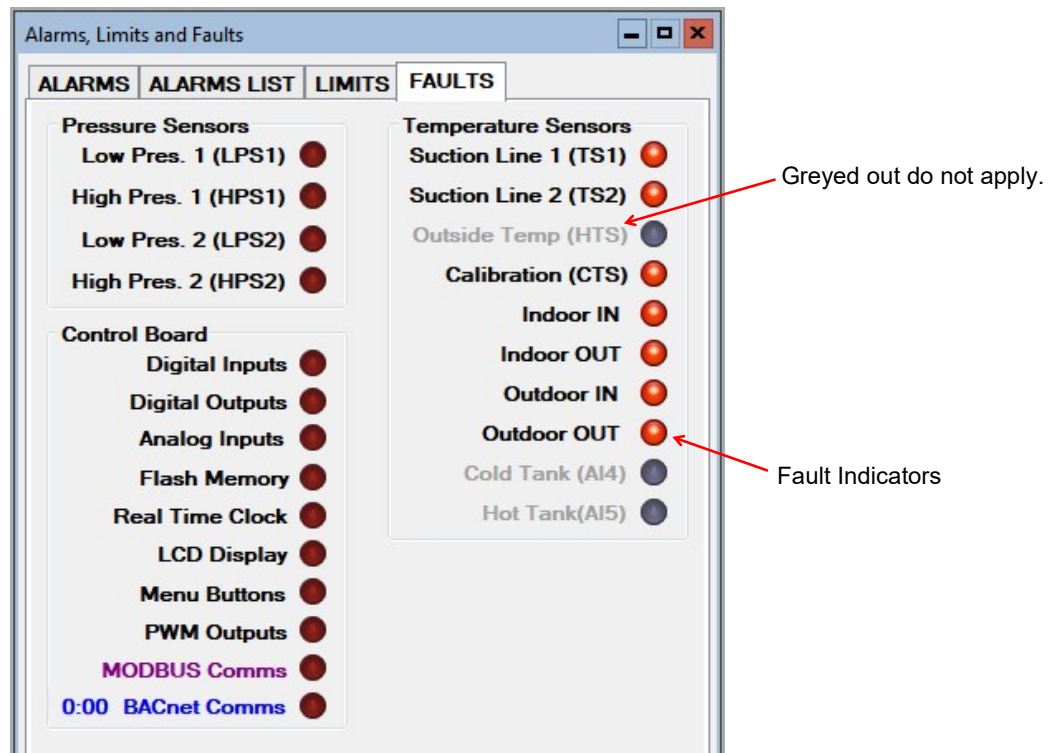 Alarms, Limits and Faults
ALARMS ALARMS LIST LIMITS FAULTS
Pressure Sensors
Low Pres. 1 (LPS1)
High Pres. 1 (HPS1)
Low Pres. 2 (LPS2)
High Pres. 2 (HPS2)
Control Board
Digital Inputs
Digital Outputs
Analog Inputs
Flash Memory
Real Time Clock
LCD Display
Menu Buttons
PWM Outputs
MODBUS Comms
0:00 BACnet Comms
Temperature Sensors
Suction Line 1 (TS1)
Suction Line 2 (TS2)
Outside Temp (HTS)
Calibration (CTS)
Indoor IN
Indoor OUT
Outdoor IN
Outdoor OUT
Cold Tank (AI4)
Hot Tank(AI5)
Greyed out do not apply.
Fault Indicators